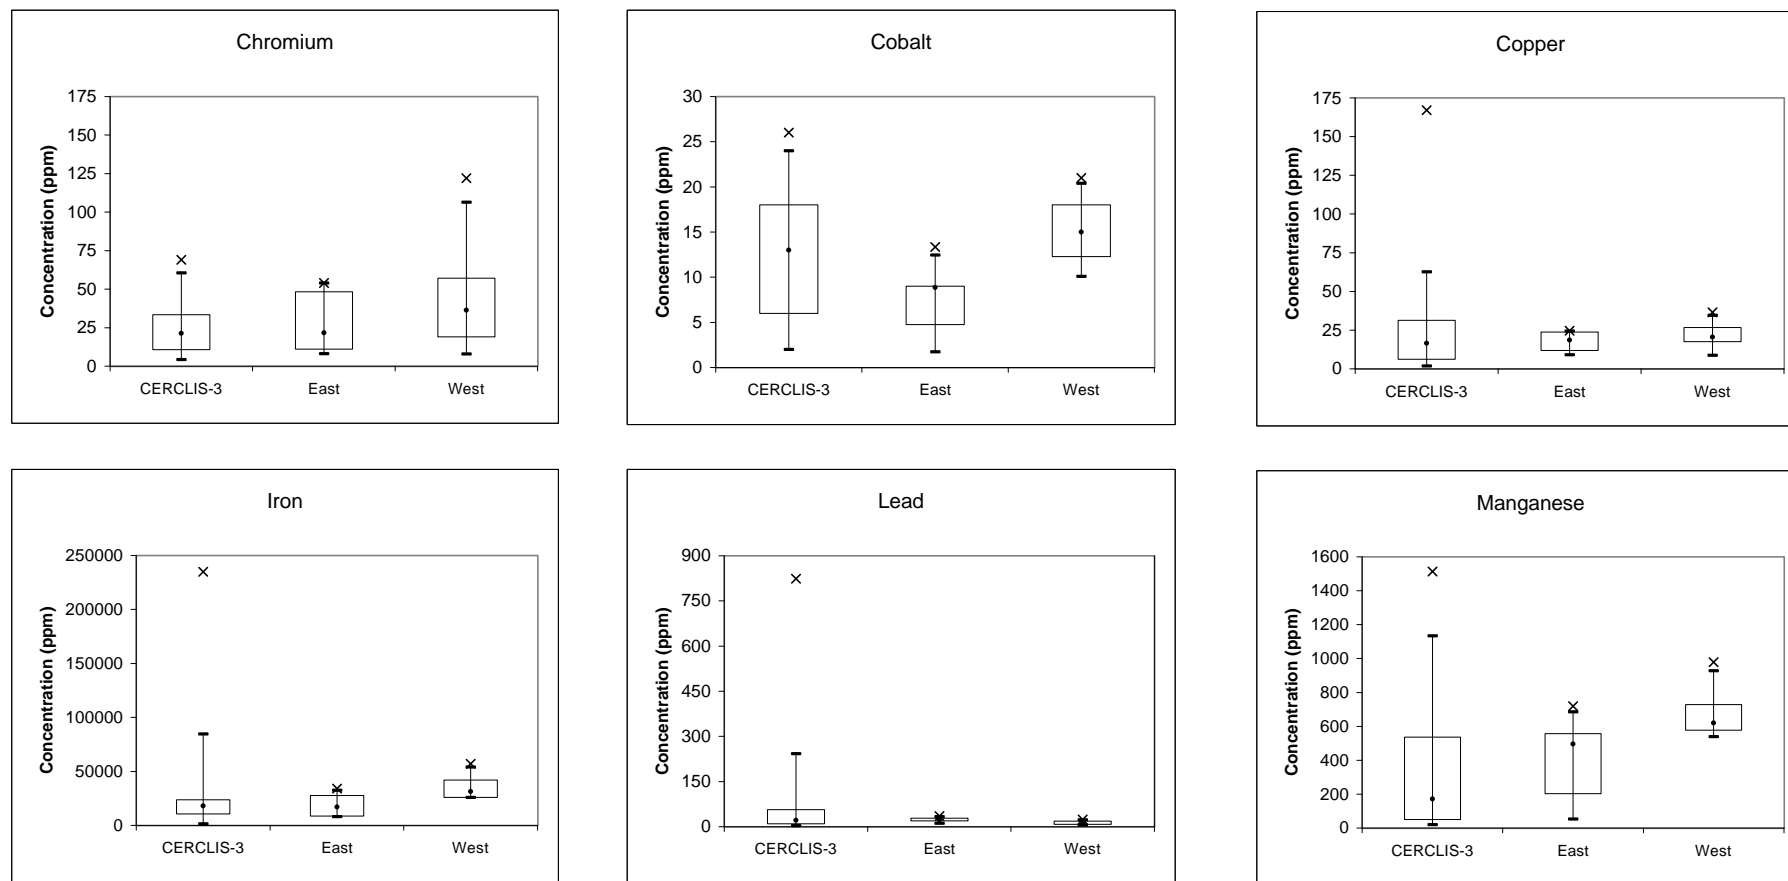 Chromium
Concentration (ppm)
175
150
125
100
75
50
25
0
CERCLIS-3 East West
Cobalt
Concentration (ppm)
30
25
20
15
10
5
0
CERCLIS-3 East West
Copper
Concentration (ppm)
175
150
125
100
75
50
25
0
CERCLIS-3 East West
Iron
Concentration (ppm)
250000
200000
150000
100000
50000
0
CERCLIS-3 East West
Lead
Concentration (ppm)
900
750
600
450
300
150
0
CERCLIS-3 East West
Manganese
Concentration (ppm)
1600
1400
1200
1000
800
600
400
200
0
CERCLIS-3 East West